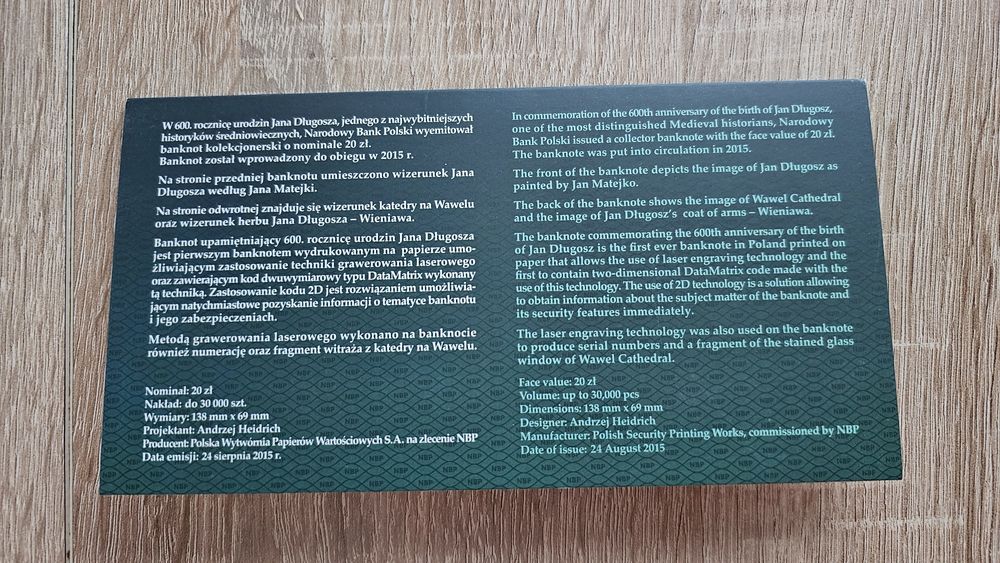 W 600. rocznicę urodzin Jana Długosza, jednego z najwybitniejszych
historyków średniowiecznych, Narodowy Bank Polski wyemitował
banknot kolekcjonerski o nominale 20 zł.
Banknot został wprowadzony do obiegu w 2015 r.
Na stronie przedniej banknotu umieszczono wizerunek Jana
Długosza według Jana Matejki.
Na stronie odwrotnej znajduje się wizerunek katedry na Wawelu
oraz wizerunek herbu Jana Długosza – Wieniawa.
Banknot upamiętniający 600. rocznicę urodzin Jana Długosza
jest pierwszym banknotem wydrukowanym na papierze umo-
żliwiającym zastosowanie techniki grawerowania laserowego
oraz zawierającym kod dwuwymiarowy typu DataMatrix wykonany
tą techniką. Zastosowanie kodu 2D jest rozwiązaniem umożliwia-
jącym natychmiastowe pozyskanie informacji o tematyce banknotu
i jego zabezpieczeniach.
Metodą grawerowania laserowego wykonano na banknocie
również numerację oraz fragment witraża z katedry na Wawelu.
Nominał: 20 zł
Nakład: do 30 000 szt.
Wymiary: 138 mm x 69 mm
Projektant: Andrzej Heidrich
Producent: Polska Wytwórnia Papierów Wartościowych S.A. na zlecenie NBP
Data emisji: 24 sierpnia 2015 r.
In commemoration of the 600th anniversary of the birth of Jan Długosz,
one of the most distinguished Medieval historians, Narodowy
Bank Polski issued a collector banknote with the face value of 20 zł.
The banknote was put into circulation in 2015.
The front of the banknote depicts the image of Jan Długosz as
painted by Jan Matejko.
The back of the banknote shows the image of Wawel Cathedral
and the image of Jan Długosz's coat of arms – Wieniawa.
The banknote commemorating the 600th anniversary of the birth
of Jan Długosz is the first ever banknote in Poland printed on
paper that allows the use of laser engraving technology and the
first to contain two-dimensional DataMatrix code made with the
use of this technology. The use of 2D technology is a solution allowing
to obtain information about the subject matter of the banknote and
its security features immediately.
The laser engraving technology was also used on the banknote
to produce serial numbers and a fragment of the stained glass
window of Wawel Cathedral.
Face value: 20 zł
Volume: up to 30,000 pcs
Dimensions: 138 mm x 69 mm
Designer: Andrzej Heidrich
Manufacturer: Polish Security Printing Works, commissioned by NBP
Date of issue: 24 August 2015